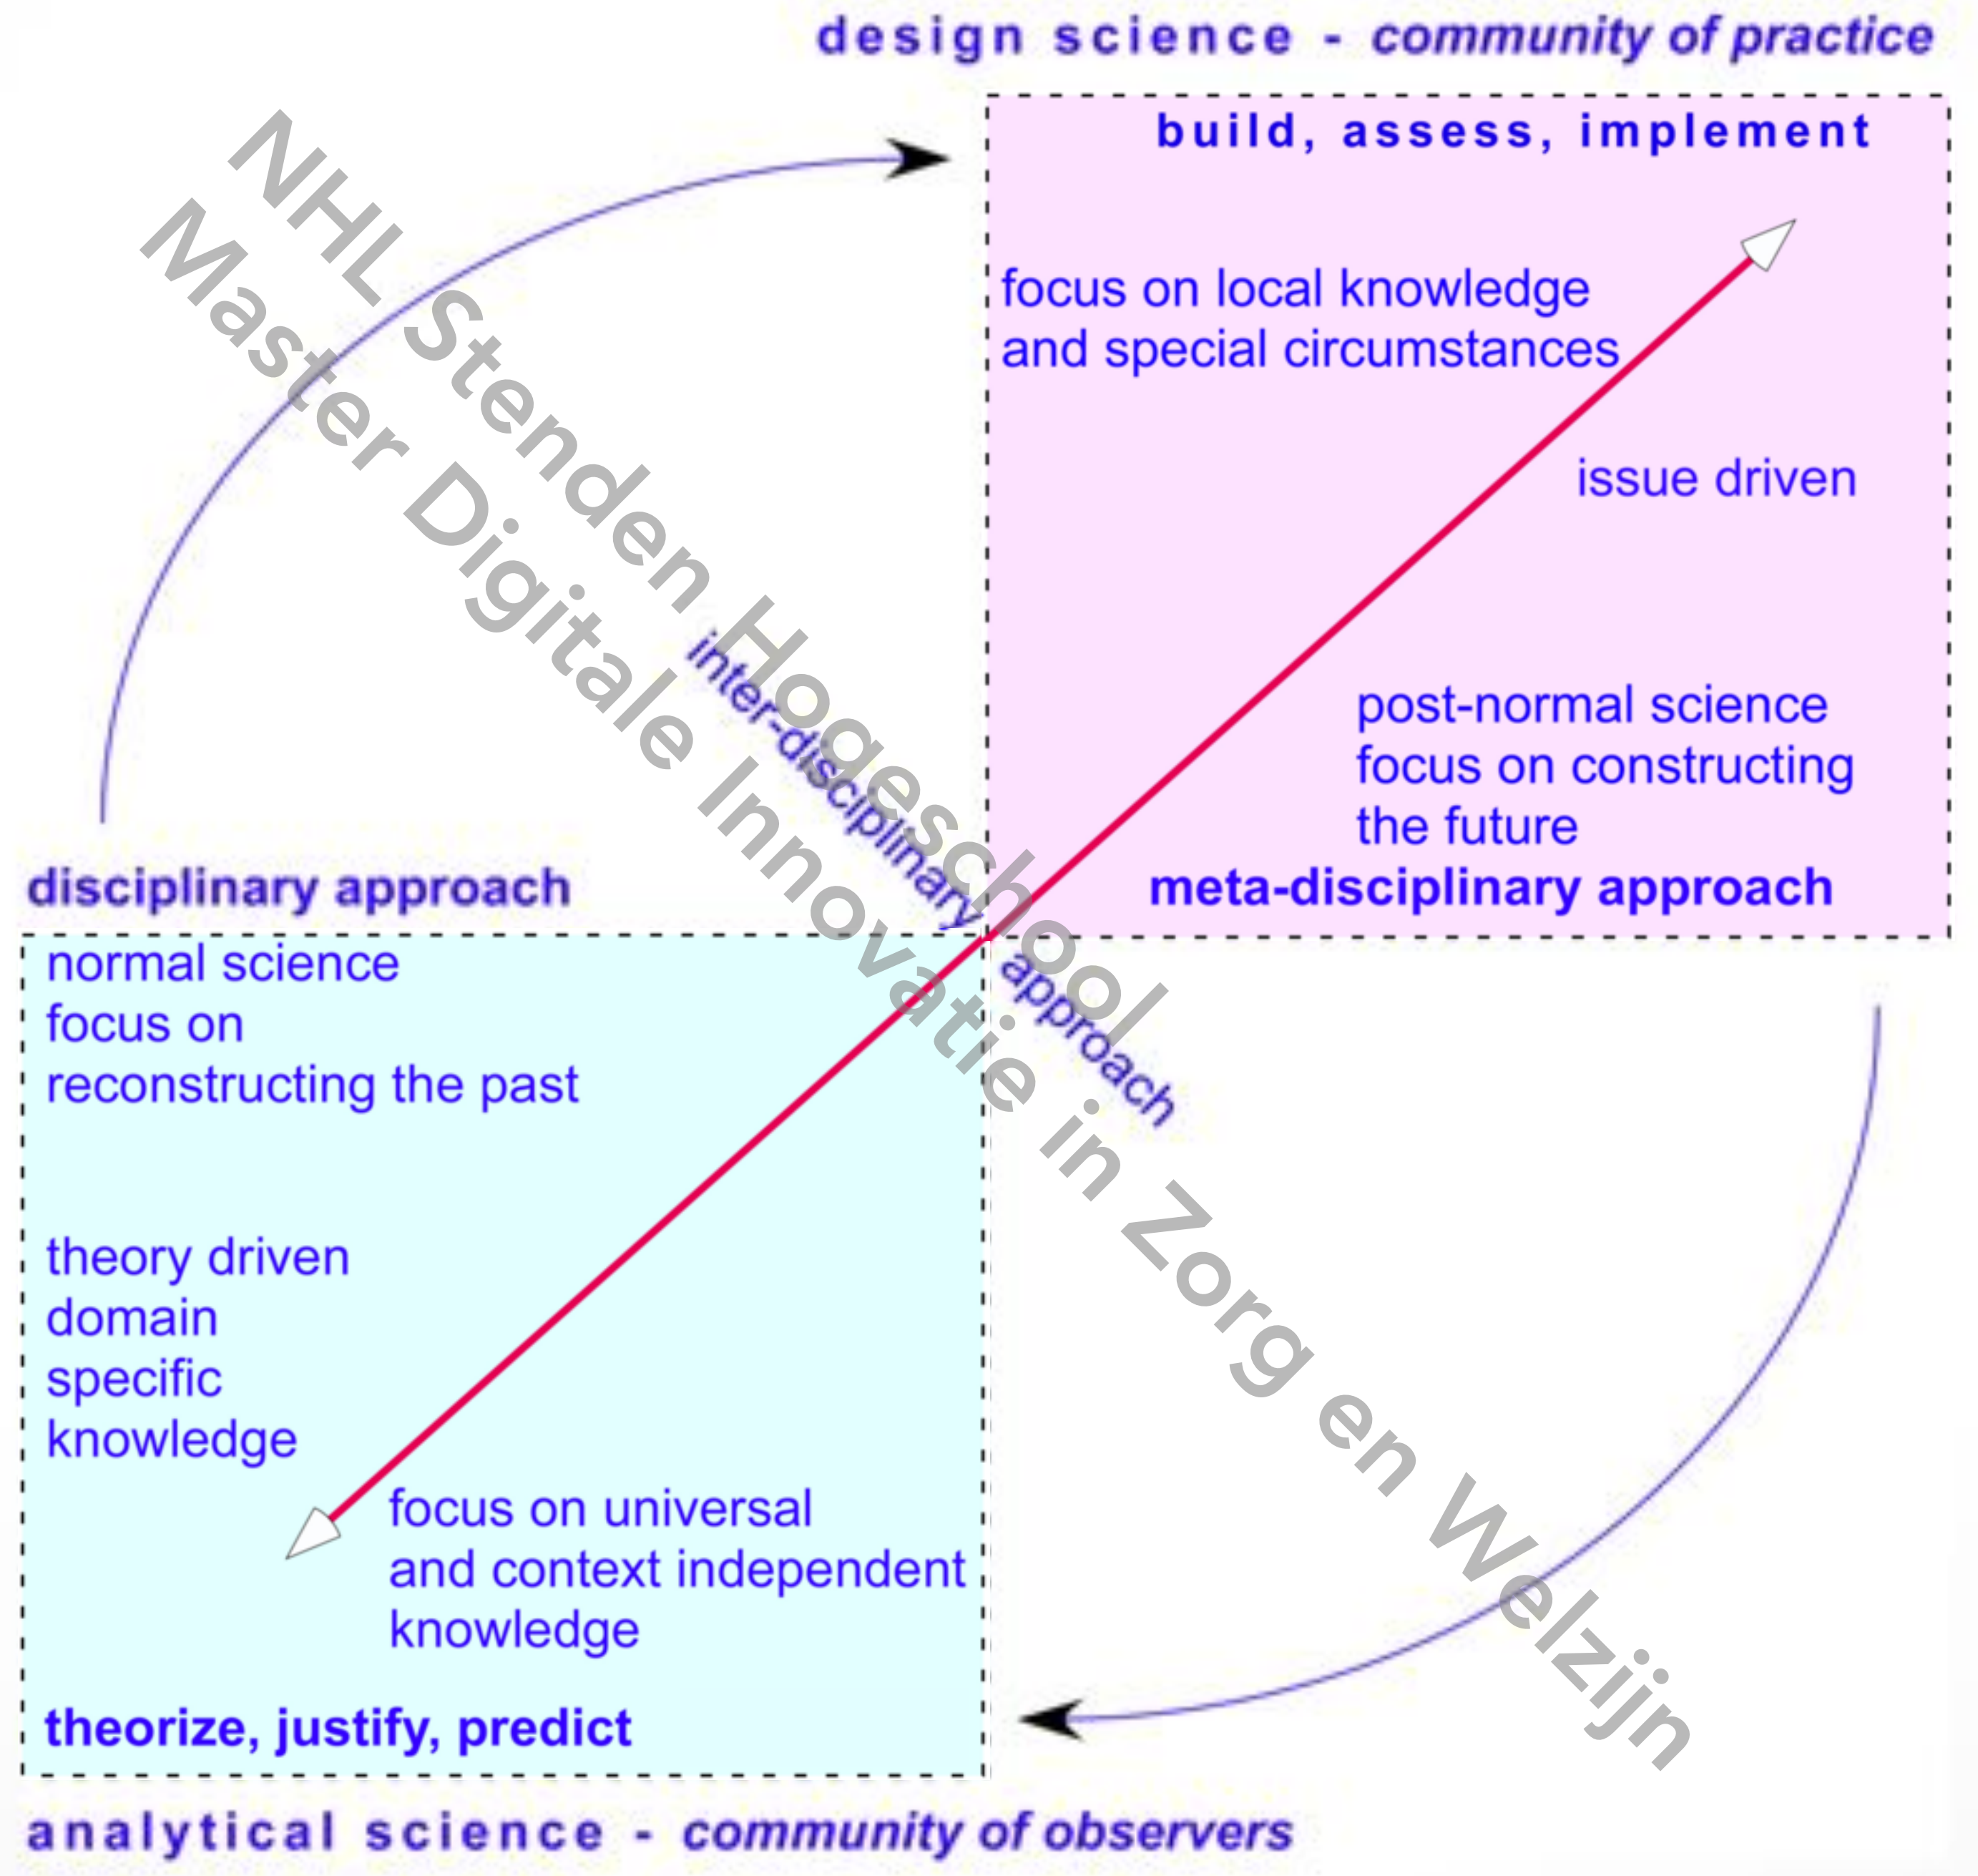 design science - community of practice
build, assess, implement
focus on local knowledge
and special circumstances
issue driven
post-normal science
focus on constructing
the future
meta-disciplinary approach
inter-disciplinary
approach
disciplinary approach
normal science
focus on
reconstructing the past
theory driven
domain
specific
knowledge
focus on universal
and context independent
knowledge
theorize, justify, predict
analytical science - community of observers
NHL Stenden Hogeschool
Master Digitale Innovatie in Zorg en Welzijn